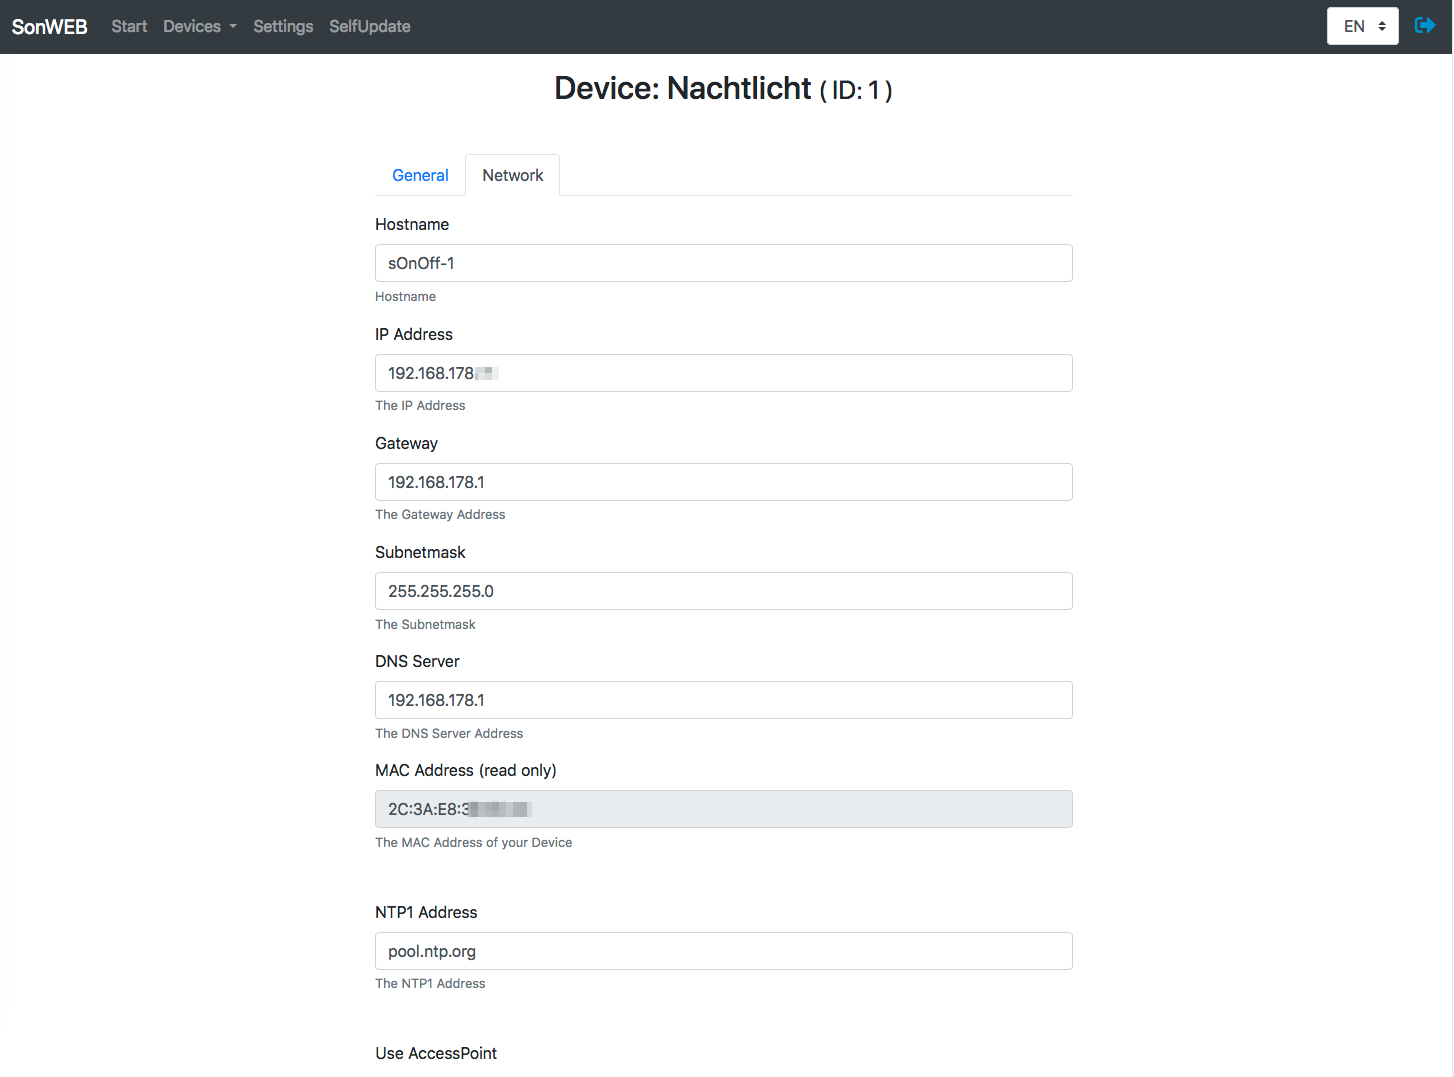 SonWEB Start Devices Settings SelfUpdate EN
Device: Nachtlicht ( ID: 1 )
General Network
Hostname
sOnOff-1
Hostname
IP Address
192.168.178
The IP Address
Gateway
192.168.178.1
The Gateway Address
Subnetmask
255.255.255.0
The Subnetmask
DNS Server
192.168.178.1
The DNS Server Address
MAC Address (read only)
2C:3A:E8:3
The MAC Address of your Device
NTP1 Address
pool.ntp.org
The NTP1 Address
Use AccessPoint